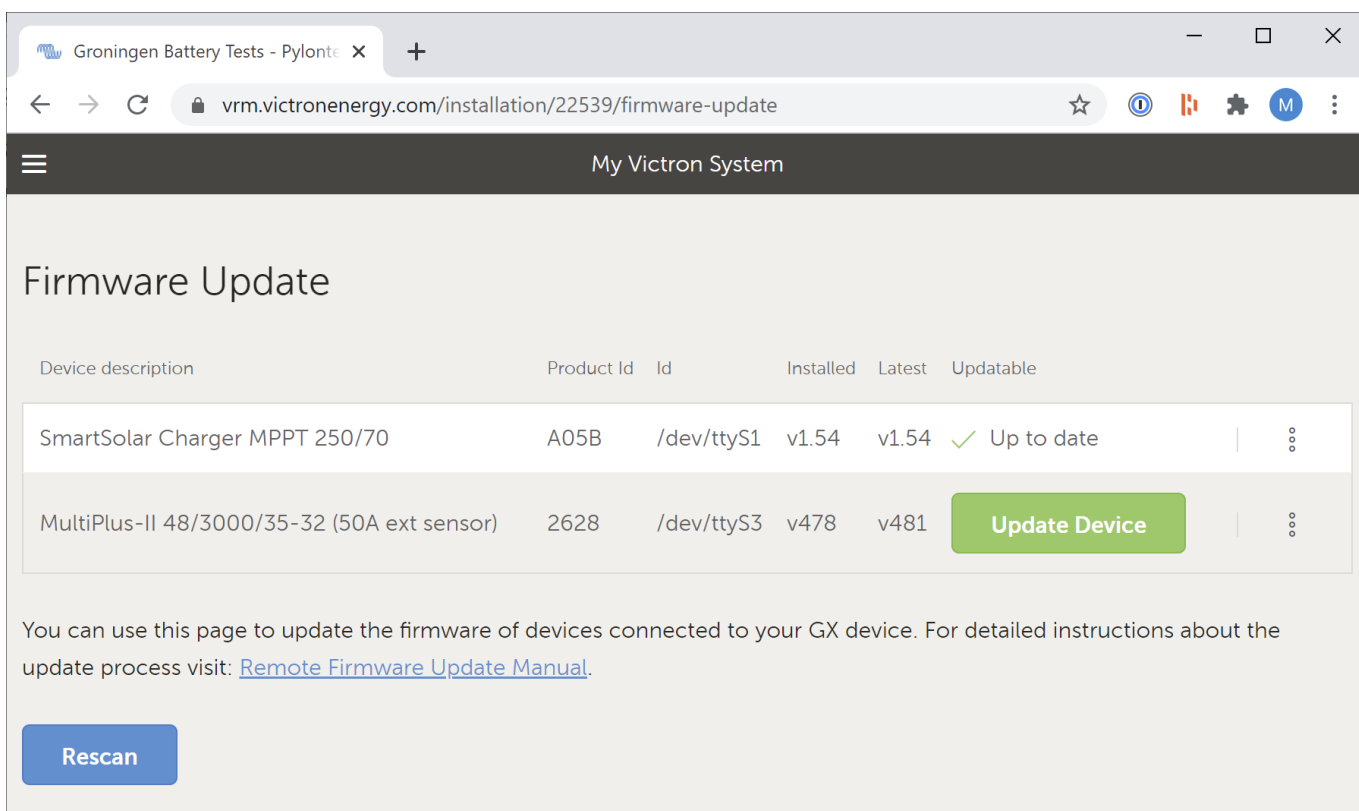 Groningen Battery Tests - Pylonte
vrm.victronenergy.com/installation/22539/firmware-update
M
My Victron System
Firmware Update
Device description Product Id Id Installed Latest Updatable
SmartSolar Charger MPPT 250/70 A05B /dev/ttyS1 v1.54 v1.54 Up to date
MultiPlus-II 48/3000/35-32 (50A ext sensor) 2628 /dev/ttyS3 v478 v481 Update Device
You can use this page to update the firmware of devices connected to your GX device. For detailed instructions about the
update process visit: Remote Firmware Update Manual.
Rescan